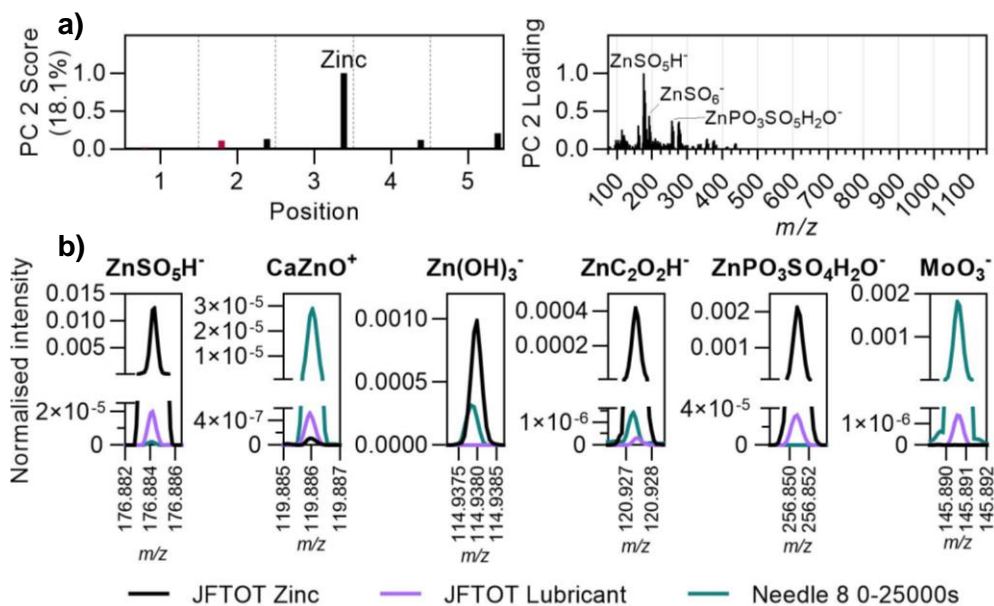 a)
PC 2 Score
(18.1%)
1.0
0.5
0.0
Zinc
1 2 3 4 5
Position
PC 2 Loading
1.0
0.5
0.0
ZnSO₅H⁻
ZnSO₆⁻
ZnPO₃SO₅H₂O⁻
100 200 300 400 500 600 700 800 900 1000 1100
m/z
b)
Normalised intensity
ZnSO₅H⁻
0.015
0.010
0.005
2×10⁻⁵
0
176.882 176.884 176.886
m/z
CaZnO⁺
3×10⁻⁵
2×10⁻⁵
1×10⁻⁵
4×10⁻⁷
0
119.885 119.886 119.887
m/z
Zn(OH)₃⁻
0.0010
0.0005
0.0000
114.9375 114.9380 114.9385
m/z
ZnC₂O₂H⁻
0.0004
0.0002
1×10⁻⁶
0
120.927 120.928
m/z
ZnPO₃SO₄H₂O⁻
0.002
0.001
4×10⁻⁵
0
256.850 256.852
m/z
MoO₃⁻
0.002
0.001
1×10⁻⁶
0
145.890 145.891 145.892
m/z
JFTOT Zinc JFTOT Lubricant Needle 8 0-25000s